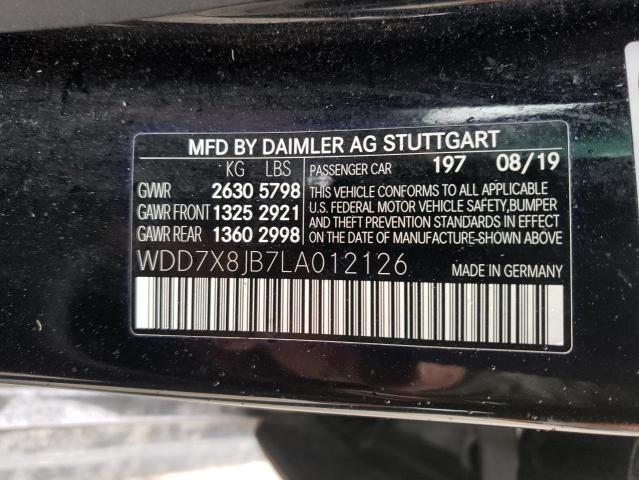 MFD BY DAIMLER AG STUTTGART
KG LBS PASSENGER CAR 197 08/19
GVWR 2630 5798
GAWR FRONT 1325 2921
GAWR REAR 1360 2998
THIS VEHICLE CONFORMS TO ALL APPLICABLE
U.S. FEDERAL MOTOR VEHICLE SAFETY,BUMPER
AND THEFT PREVENTION STANDARDS IN EFFECT
ON THE DATE OF MANUFACTURE-SHOWN ABOVE
WDD7X8JB7LA012126 MADE IN GERMANY